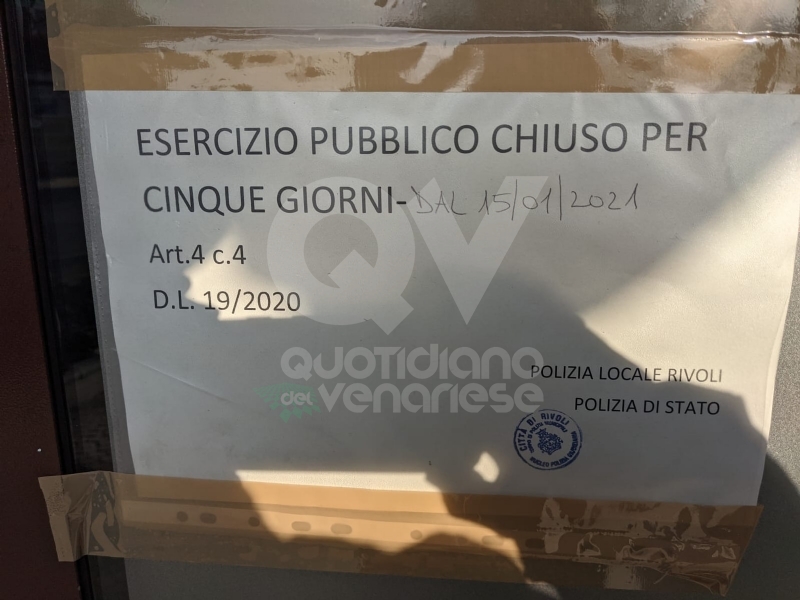 ESERCIZIO PUBBLICO CHIUSO PER
CINQUE GIORNI-DAL 15/01/2021
Art.4 c.4
D.L. 19/2020
QV
QUOTIDIANO
del VENARIESE
POLIZIA LOCALE RIVOLI
POLIZIA DI STATO
CITTÀ DI RIVOLI